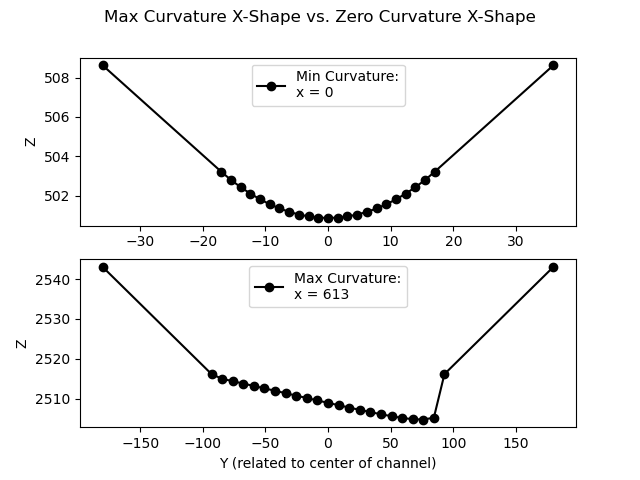 Max Curvature X-Shape vs. Zero Curvature X-Shape
508
506
504
502
Z
Min Curvature:
x = 0
−30
−20
−10
0
10
20
30
2540
2530
2520
2510
Z
Max Curvature:
x = 613
−150
−100
−50
0
50
100
150
Y (related to center of channel)